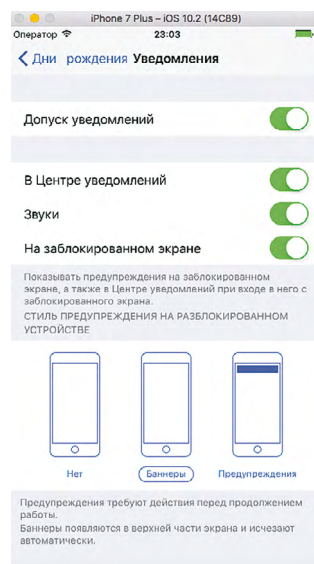 iPhone 7 Plus – iOS 10.2 (14C89)
Оператор 23:03
Дни рождения Уведомления
Допуск уведомлений
В Центре уведомлений
Звуки
На заблокированном экране
Показывать предупреждения на заблокированном
экране, а также в Центре уведомлений при входе в него с
заблокированного экрана.
СТИЛЬ ПРЕДУПРЕЖДЕНИЯ НА РАЗБЛОКИРОВАННОМ
УСТРОЙСТВЕ
Нет Баннеры Предупреждения
Предупреждения требуют действия перед продолжением
работы.
Баннеры появляются в верхней части экрана и исчезают
автоматически.